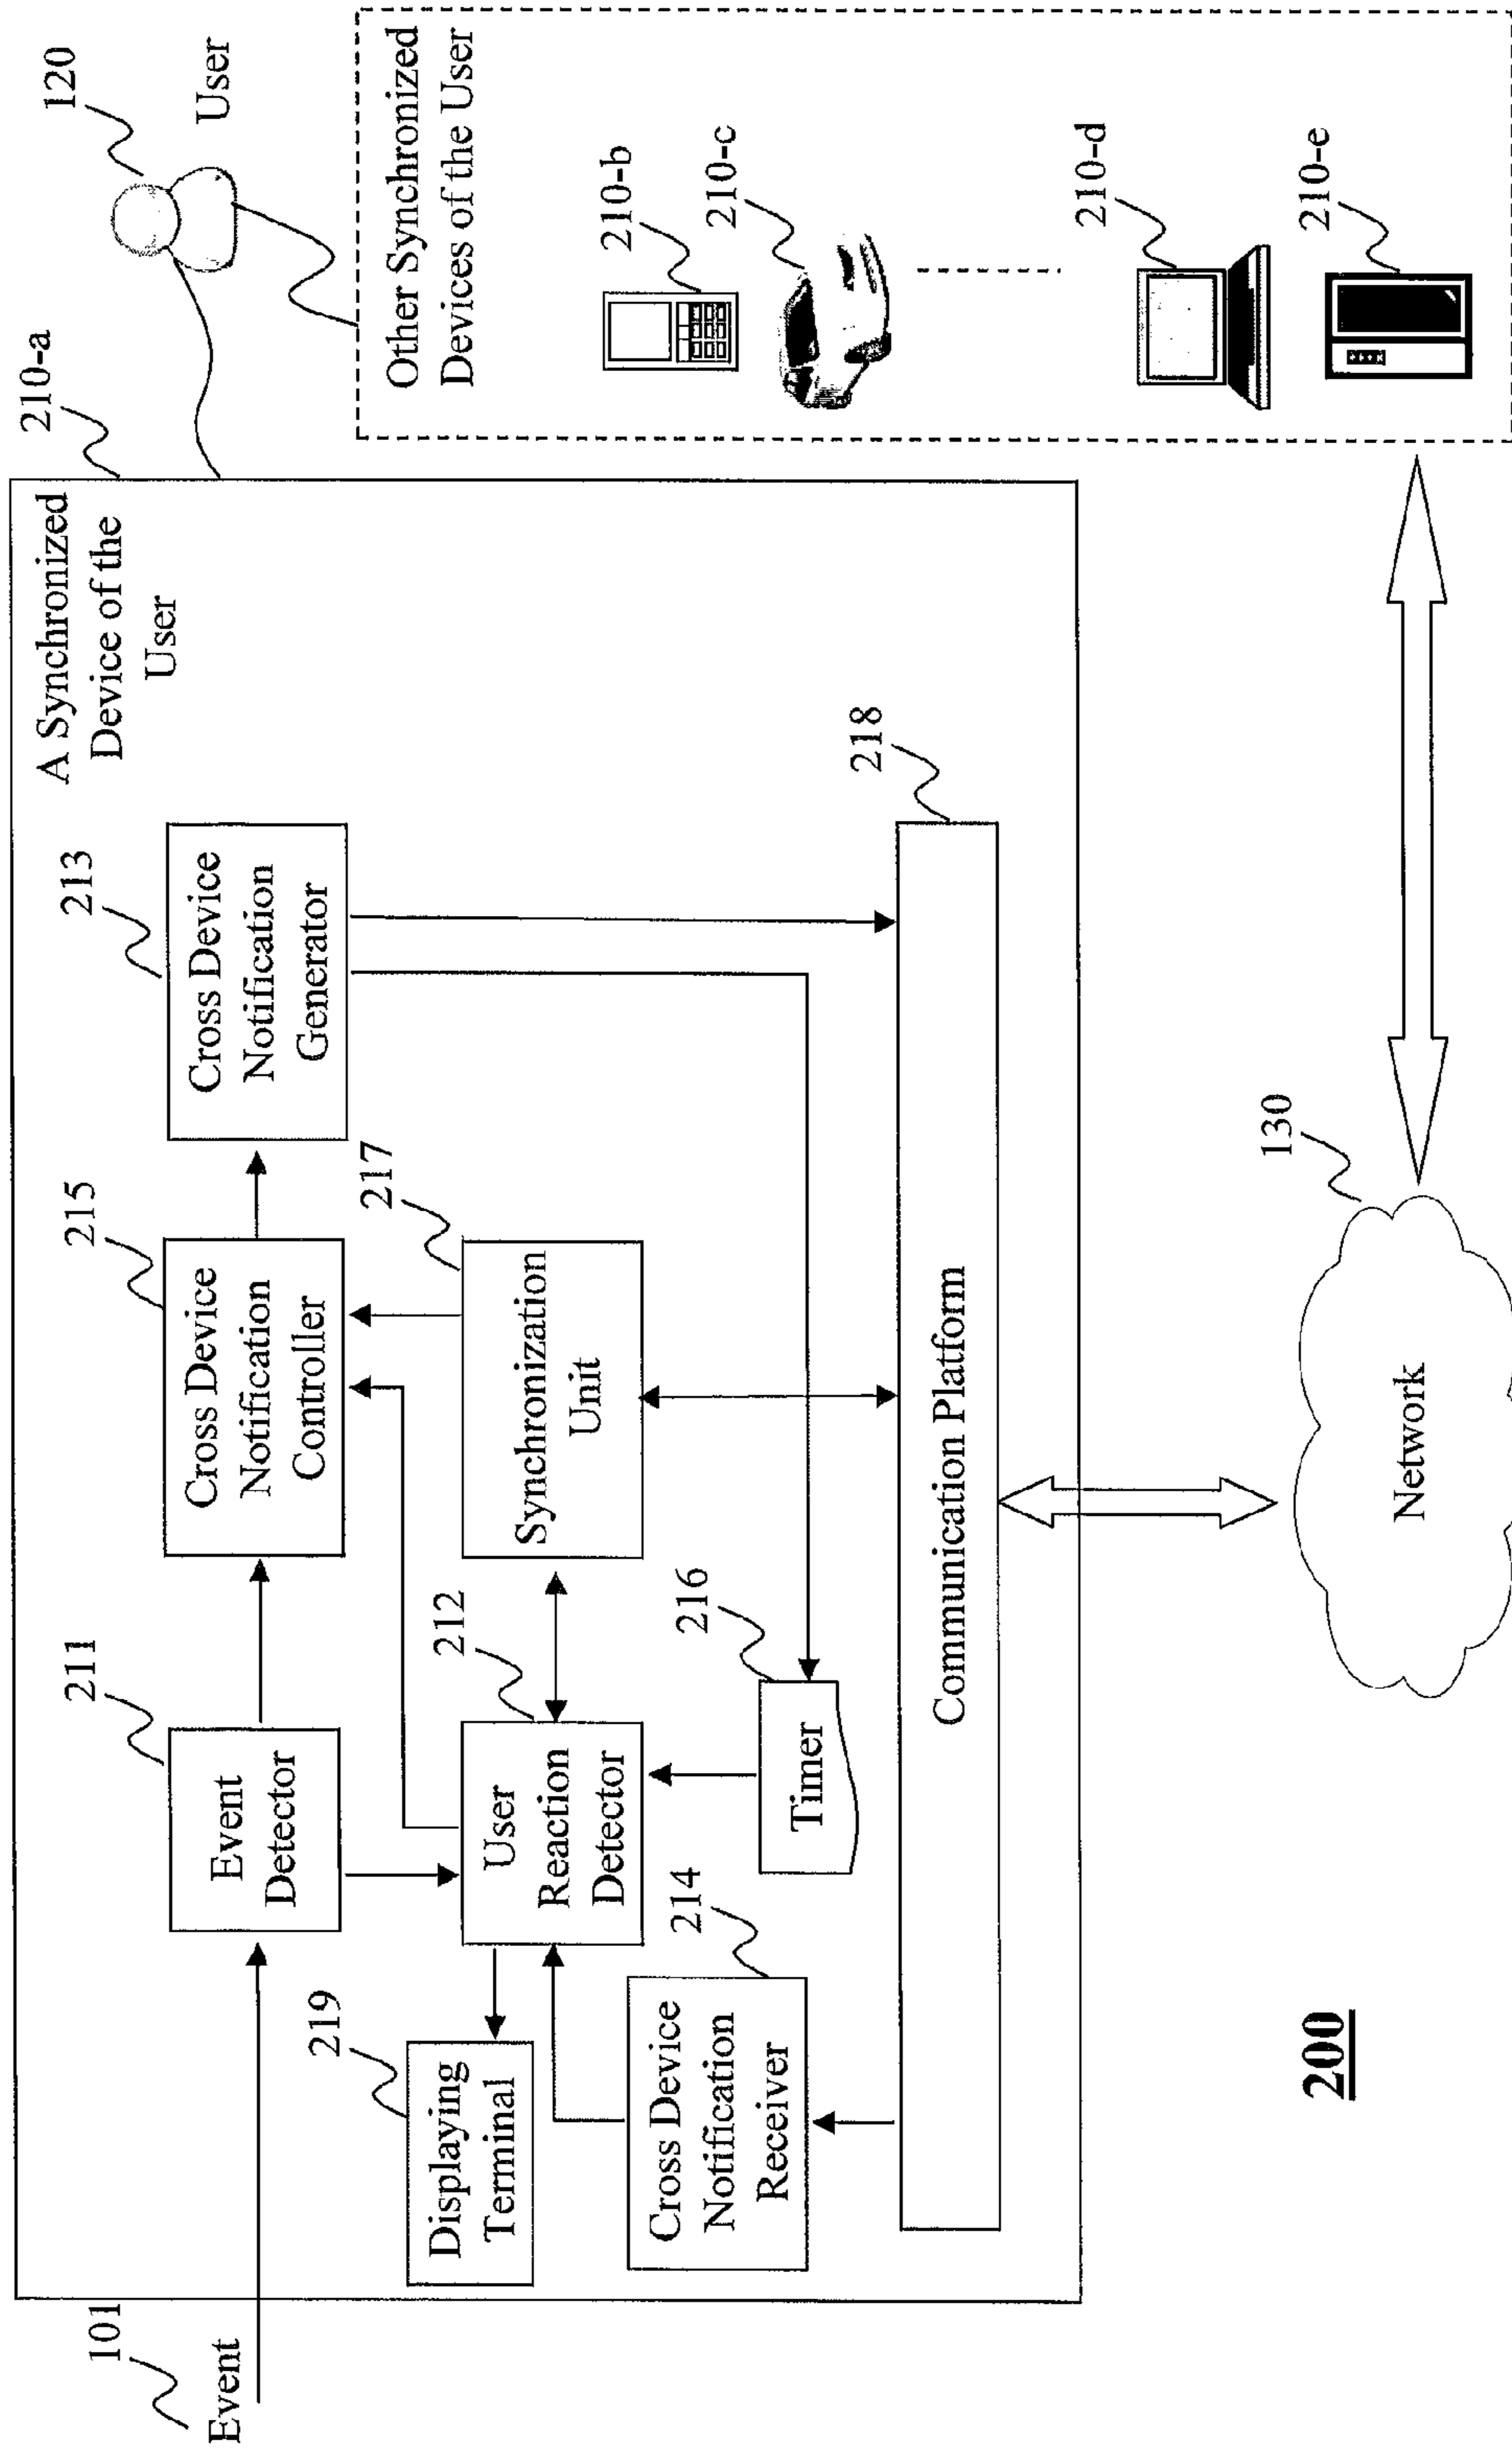 120
User
210-a
A Synchronized
Device of the
User
Other Synchronized
Devices of the User
210-b
210-c
210-d
210-e
101
Event
211
Event
Detector
215
Cross Device
Notification
Controller
213
Cross Device
Notification
Generator
219
Displaying
Terminal
212
User
Reaction
Detector
217
Synchronization
Unit
214
Cross Device
Notification
Receiver
216
Timer
218
Communication Platform
130
Network
200